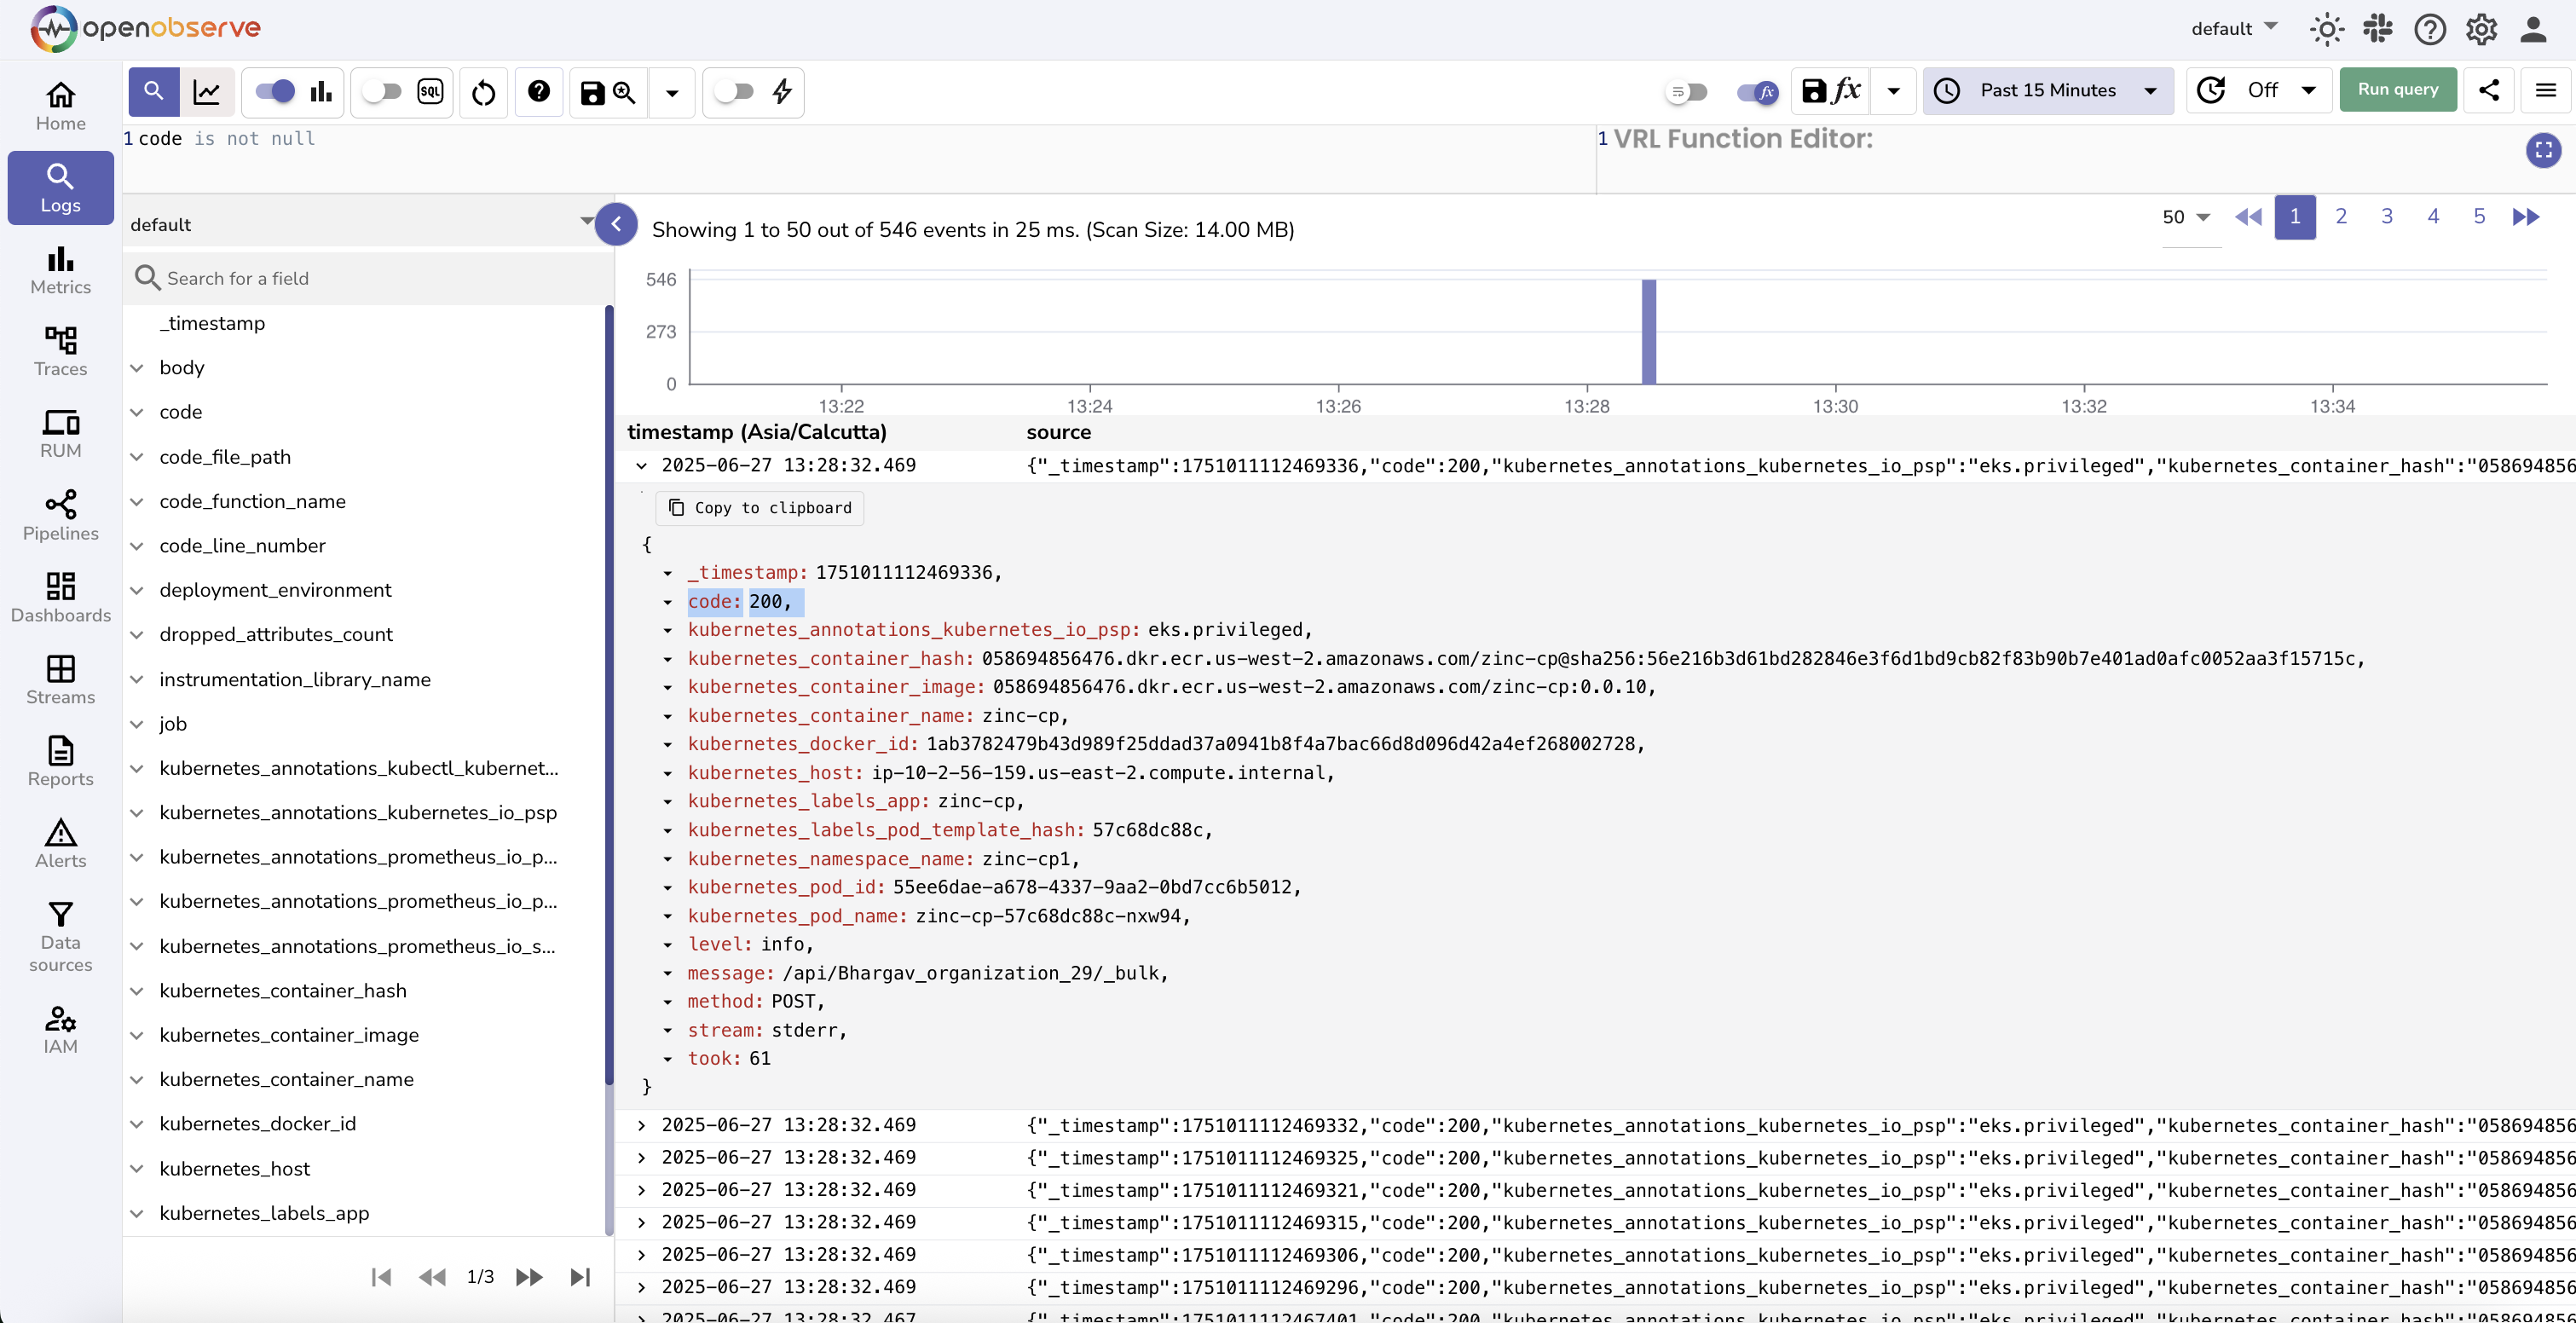 openobserve
default
Home
Logs
Metrics
Traces
RUM
Pipelines
Dashboards
Streams
Reports
Alerts
Data
sources
IAM
SQL
fx
fx
Past 15 Minutes
Off
Run query
1 code is not null
1 VRL Function Editor:
default
Search for a field
_timestamp
body
code
code_file_path
code_function_name
code_line_number
deployment_environment
dropped_attributes_count
instrumentation_library_name
job
kubernetes_annotations_kubectl_kubernet...
kubernetes_annotations_kubernetes_io_psp
kubernetes_annotations_prometheus_io_p...
kubernetes_annotations_prometheus_io_p...
kubernetes_annotations_prometheus_io_s...
kubernetes_container_hash
kubernetes_container_image
kubernetes_container_name
kubernetes_docker_id
kubernetes_host
kubernetes_labels_app
1/3
Showing 1 to 50 out of 546 events in 25 ms. (Scan Size: 14.00 MB)
50
1 2 3 4 5
546
273
0
13:22 13:24 13:26 13:28 13:30 13:32 13:34
timestamp (Asia/Calcutta) source
2025-06-27 13:28:32.469 {"_timestamp":1751011112469336,"code":200,"kubernetes_annotations_kubernetes_io_psp":"eks.privileged","kubernetes_container_hash":"058694856
Copy to clipboard
{
_timestamp: 1751011112469336,
code: 200,
kubernetes_annotations_kubernetes_io_psp: eks.privileged,
kubernetes_container_hash: 058694856476.dkr.ecr.us-west-2.amazonaws.com/zinc-cp@sha256:56e216b3d61bd282846e3f6d1bd9cb82f83b90b7e401ad0afc0052aa3f15715c,
kubernetes_container_image: 058694856476.dkr.ecr.us-west-2.amazonaws.com/zinc-cp:0.0.10,
kubernetes_container_name: zinc-cp,
kubernetes_docker_id: 1ab3782479b43d989f25ddad37a0941b8f4a7bac66d8d096d42a4ef268002728,
kubernetes_host: ip-10-2-56-159.us-east-2.compute.internal,
kubernetes_labels_app: zinc-cp,
kubernetes_labels_pod_template_hash: 57c68dc88c,
kubernetes_namespace_name: zinc-cp1,
kubernetes_pod_id: 55ee6dae-a678-4337-9aa2-0bd7cc6b5012,
kubernetes_pod_name: zinc-cp-57c68dc88c-nxw94,
level: info,
message: /api/Bhargav_organization_29/_bulk,
method: POST,
stream: stderr,
took: 61
}
2025-06-27 13:28:32.469 {"_timestamp":1751011112469332,"code":200,"kubernetes_annotations_kubernetes_io_psp":"eks.privileged","kubernetes_container_hash":"058694856
2025-06-27 13:28:32.469 {"_timestamp":1751011112469325,"code":200,"kubernetes_annotations_kubernetes_io_psp":"eks.privileged","kubernetes_container_hash":"058694856
2025-06-27 13:28:32.469 {"_timestamp":1751011112469321,"code":200,"kubernetes_annotations_kubernetes_io_psp":"eks.privileged","kubernetes_container_hash":"058694856
2025-06-27 13:28:32.469 {"_timestamp":1751011112469315,"code":200,"kubernetes_annotations_kubernetes_io_psp":"eks.privileged","kubernetes_container_hash":"058694856
2025-06-27 13:28:32.469 {"_timestamp":1751011112469306,"code":200,"kubernetes_annotations_kubernetes_io_psp":"eks.privileged","kubernetes_container_hash":"058694856
2025-06-27 13:28:32.469 {"_timestamp":1751011112469296,"code":200,"kubernetes_annotations_kubernetes_io_psp":"eks.privileged","kubernetes_container_hash":"058694856
2025-06-27 13:28:32.467 {"_timestamp":1751011112467401,"code":200,"kubernetes_annotations_kubernetes_io_psp":"eks.privileged","kubernetes_container_hash":"058694856